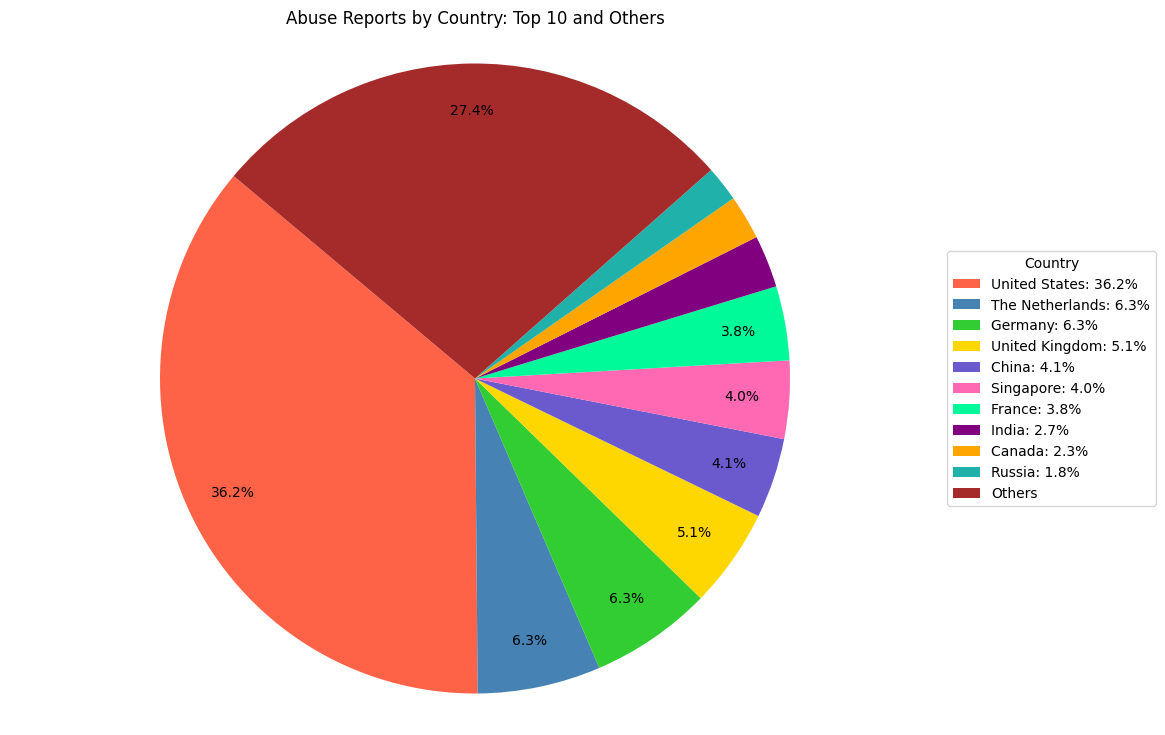 Abuse Reports by Country: Top 10 and Others
27.4%
3.8%
4.0%
4.1%
5.1%
6.3%
6.3%
36.2%
Country
United States: 36.2%
The Netherlands: 6.3%
Germany: 6.3%
United Kingdom: 5.1%
China: 4.1%
Singapore: 4.0%
France: 3.8%
India: 2.7%
Canada: 2.3%
Russia: 1.8%
Others